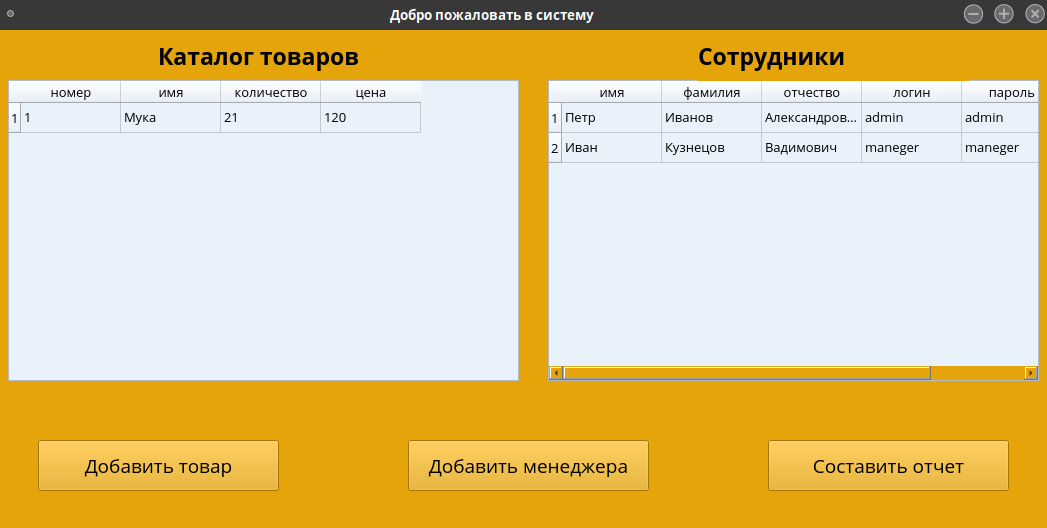 Добро пожаловать в систему
Каталог товаров
номер имя количество цена
1 1 Мука 21 120
Сотрудники
имя фамилия отчество логин пароль
1 Петр Иванов Александров... admin admin
2 Иван Кузнецов Вадимович maneger maneger
Добавить товар
Добавить менеджера
Составить отчет